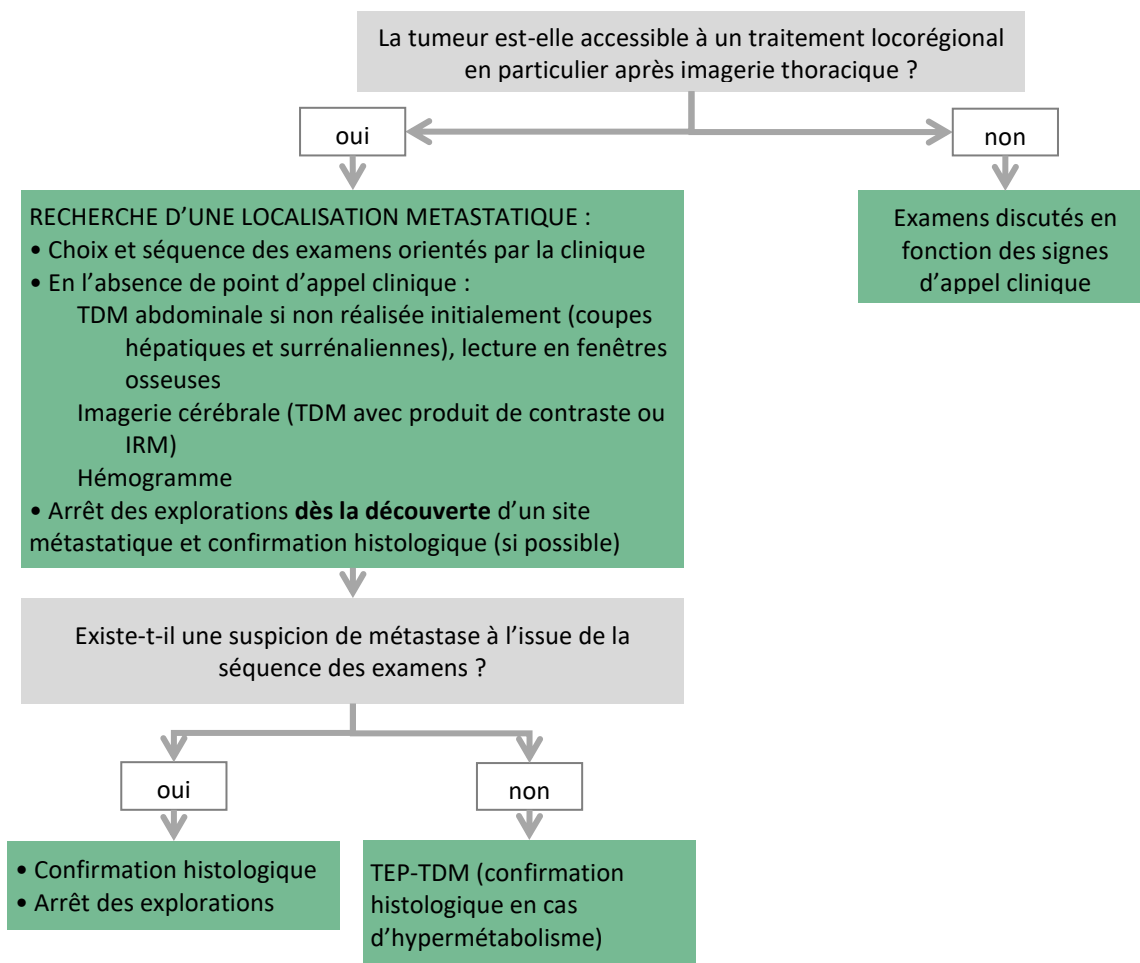 La tumeur est-elle accessible à un traitement locorégional
en particulier après imagerie thoracique ?
oui
non
RECHERCHE D’UNE LOCALISATION METASTATIQUE :
• Choix et séquence des examens orientés par la clinique
• En l’absence de point d’appel clinique :
TDM abdominale si non réalisée initialement (coupes
hépatiques et surrénaliennes), lecture en fenêtres
osseuses
Imagerie cérébrale (TDM avec produit de contraste ou
IRM)
Hémogramme
• Arrêt des explorations dès la découverte d’un site
métastatique et confirmation histologique (si possible)
Examens discutés en
fonction des signes
d’appel clinique
Existe-t-il une suspicion de métastase à l’issue de la
séquence des examens ?
oui
non
• Confirmation histologique
• Arrêt des explorations
TEP-TDM (confirmation
histologique en cas
d’hypermétabolisme)